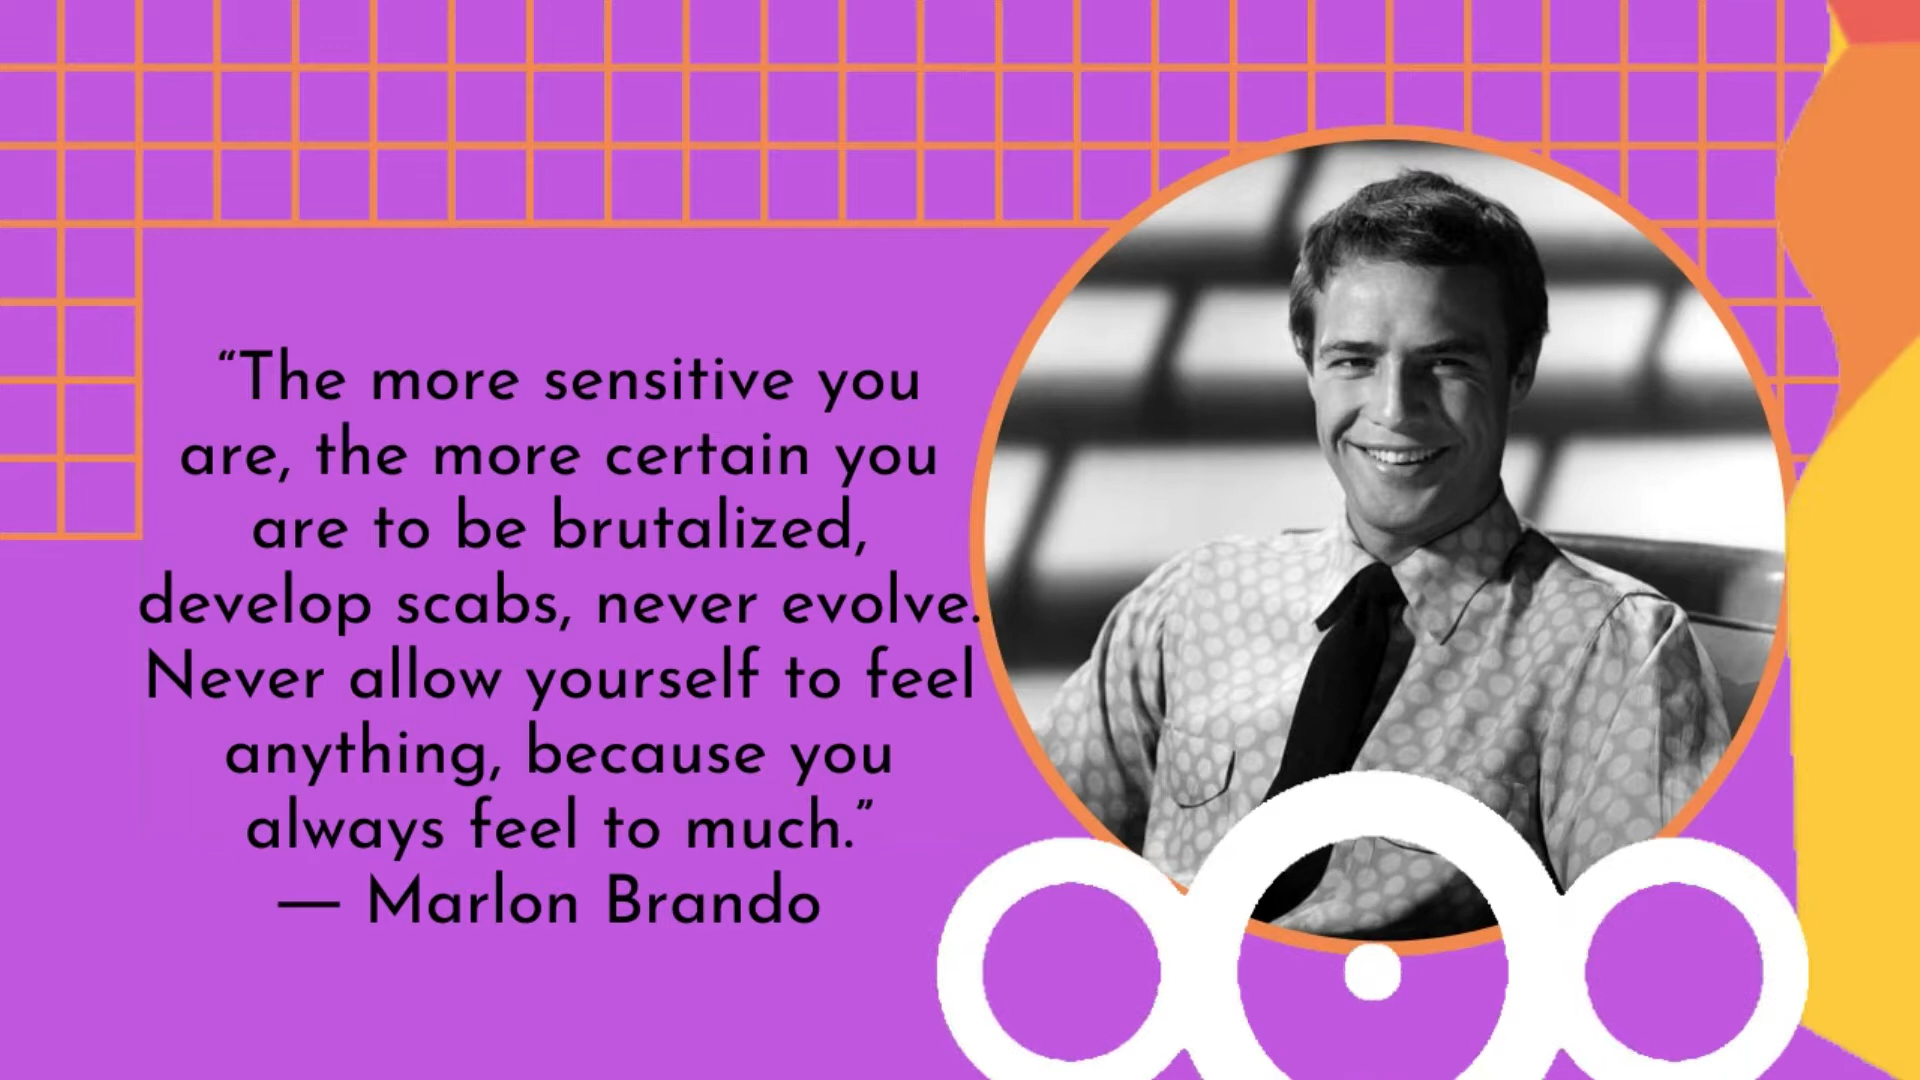 “The more sensitive you
are, the more certain you
are to be brutalized,
develop scabs, never evolve.
Never allow yourself to feel
anything, because you
always feel to much.”
— Marlon Brando